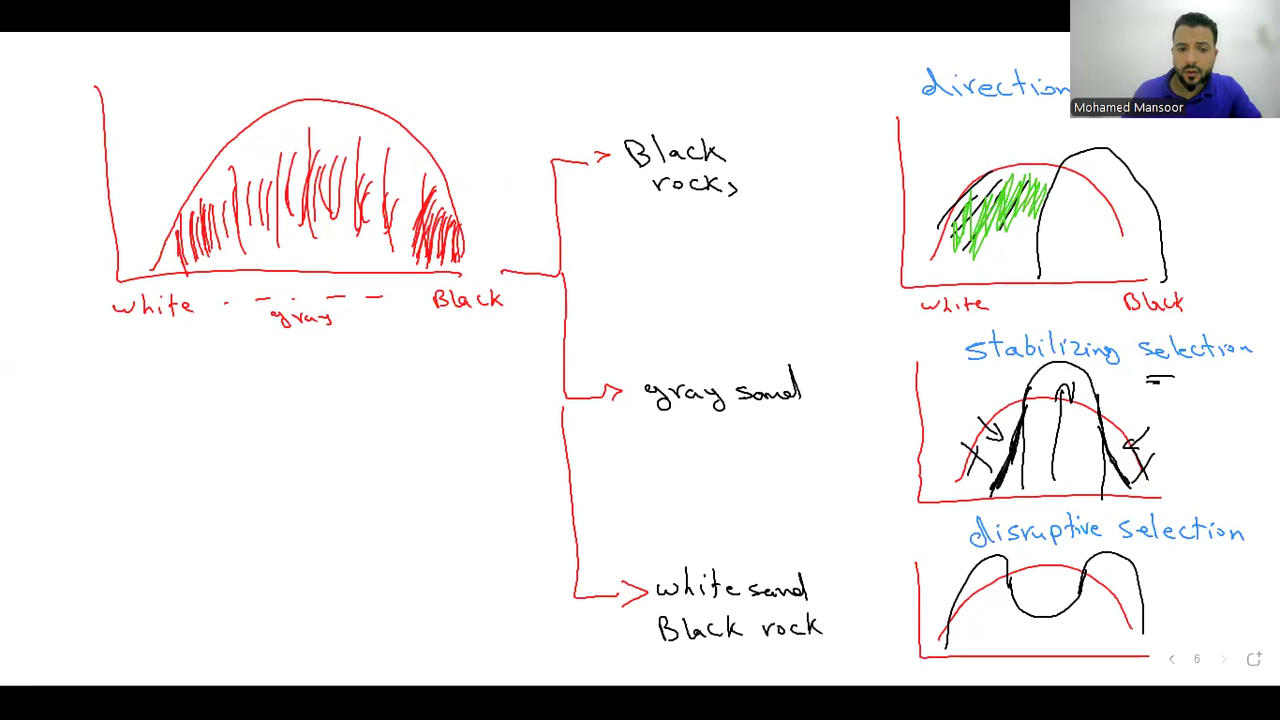 direction
Mohamed Mansoor
Black
rocks
white
gray
Black
white
Black
stabilizing selection
gray sand
disruptive selection
white sand
Black rock
6